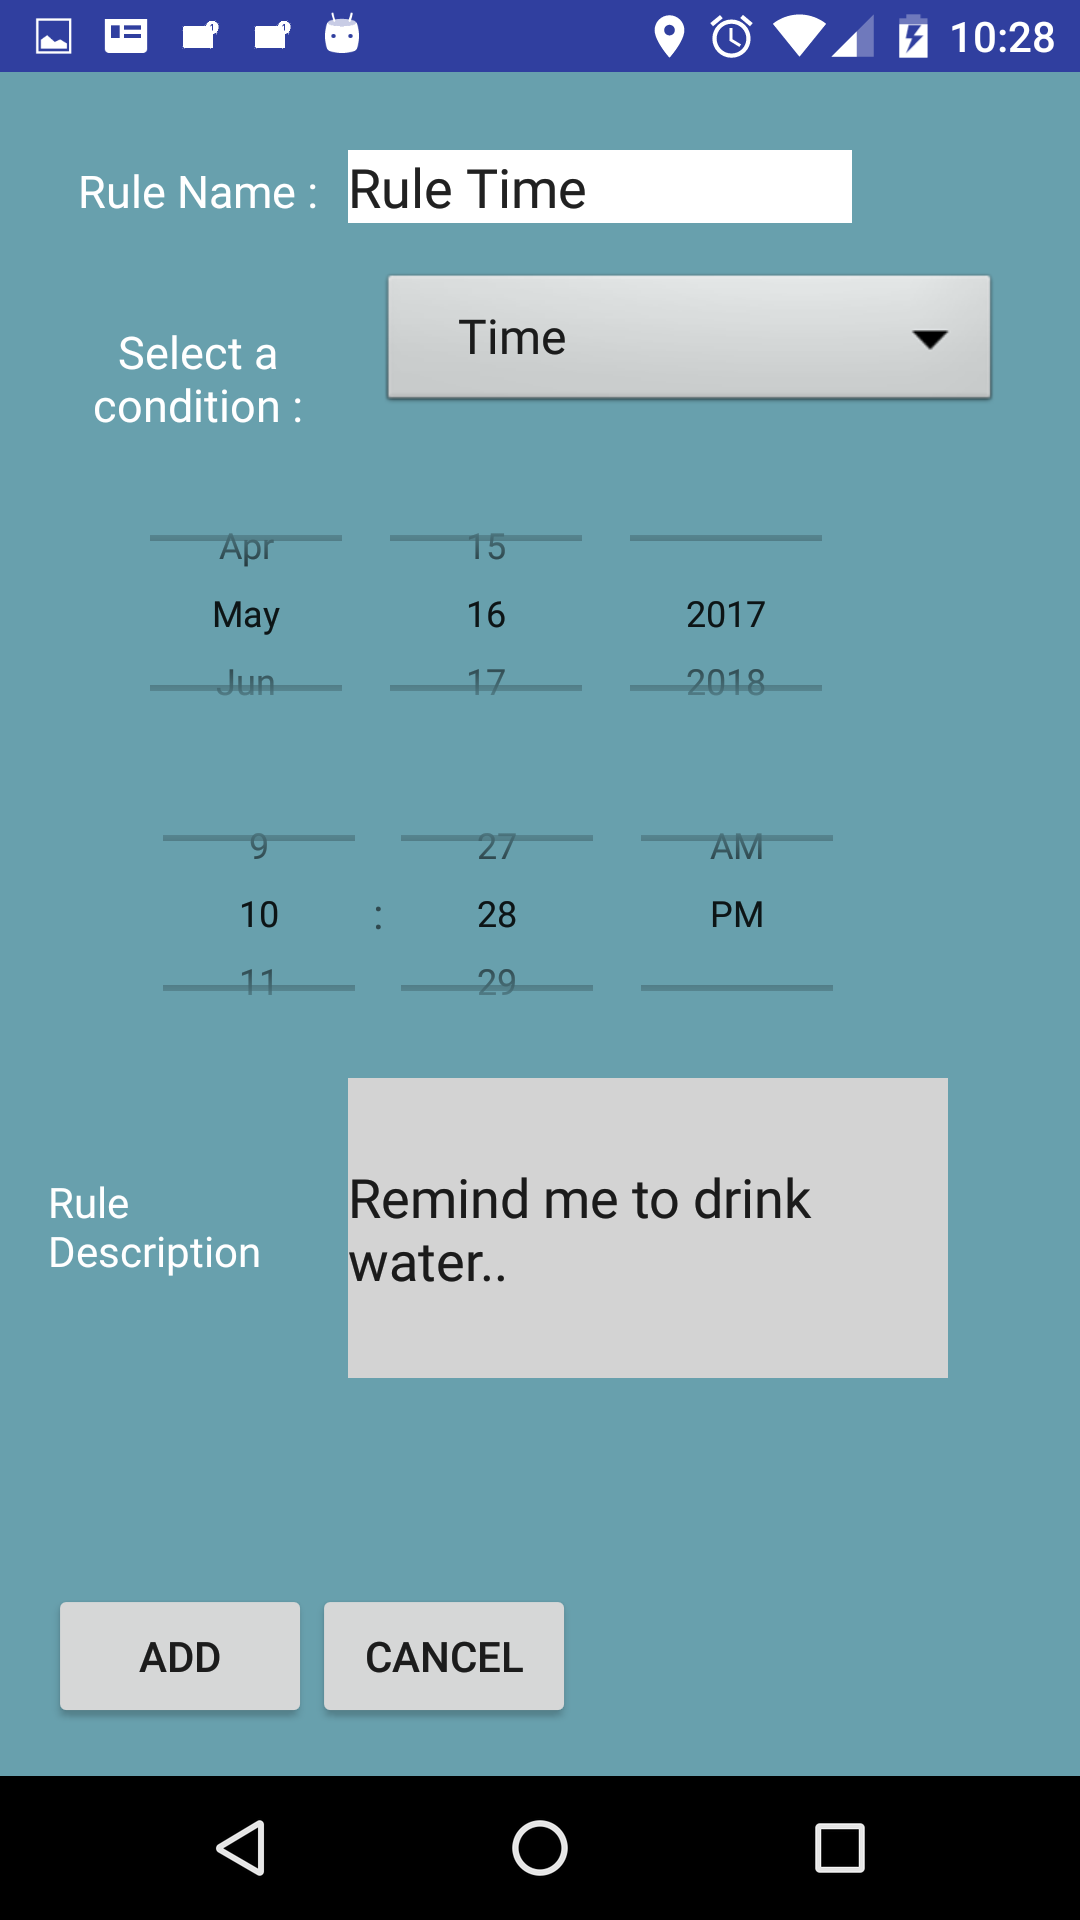 10:28
Rule Name :
Rule Time
Select a
condition :
Time
Apr 15
May 16 2017
Jun 17 2018
9 27 AM
10 : 28 PM
11 29
Rule
Description
Remind me to drink
water..
ADD CANCEL